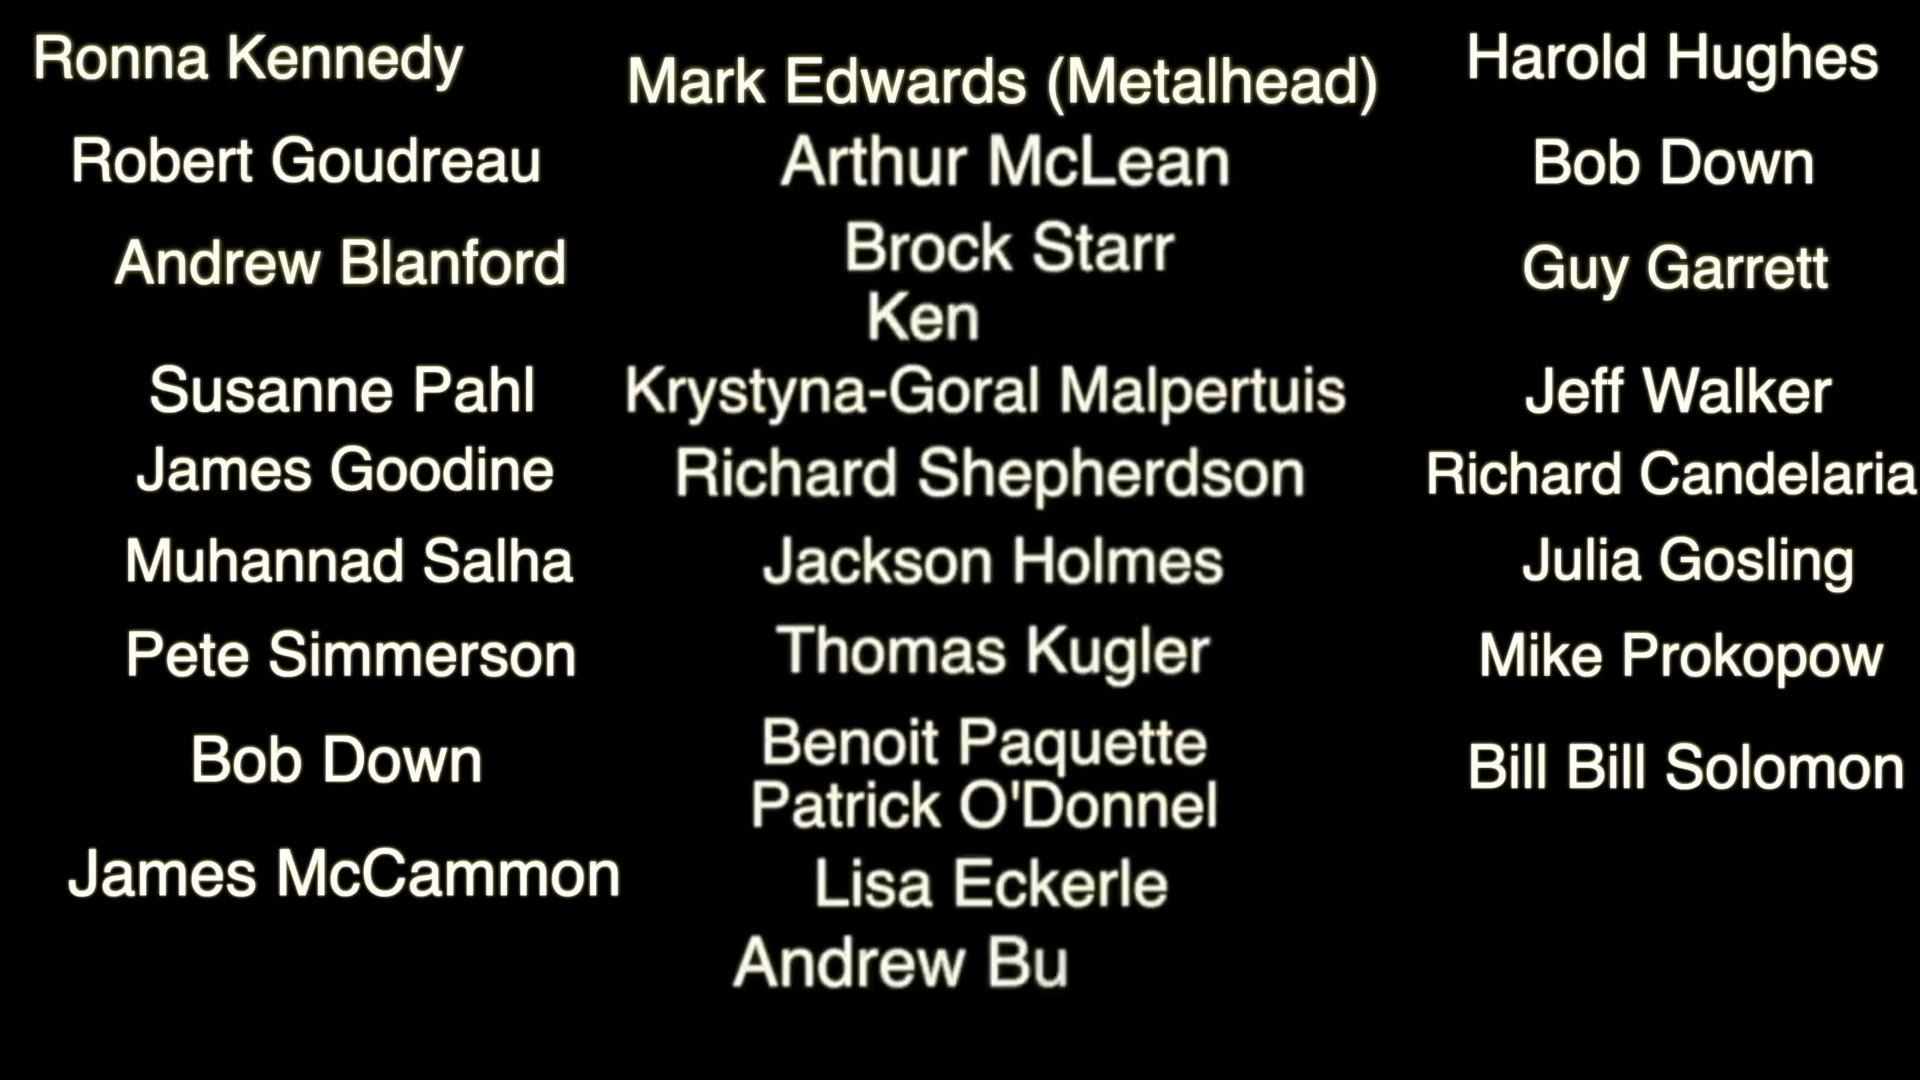 Ronna Kennedy
Robert Goudreau
Andrew Blanford
Susanne Pahl
James Goodine
Muhannad Salha
Pete Simmerson
Bob Down
James McCammon
Mark Edwards (Metalhead)
Arthur McLean
Brock Starr
Ken
Krystyna-Goral Malpertuis
Richard Shepherdson
Jackson Holmes
Thomas Kugler
Benoit Paquette
Patrick O'Donnel
Lisa Eckerle
Andrew Bu
Harold Hughes
Bob Down
Guy Garrett
Jeff Walker
Richard Candelaria
Julia Gosling
Mike Prokopow
Bill Bill Solomon